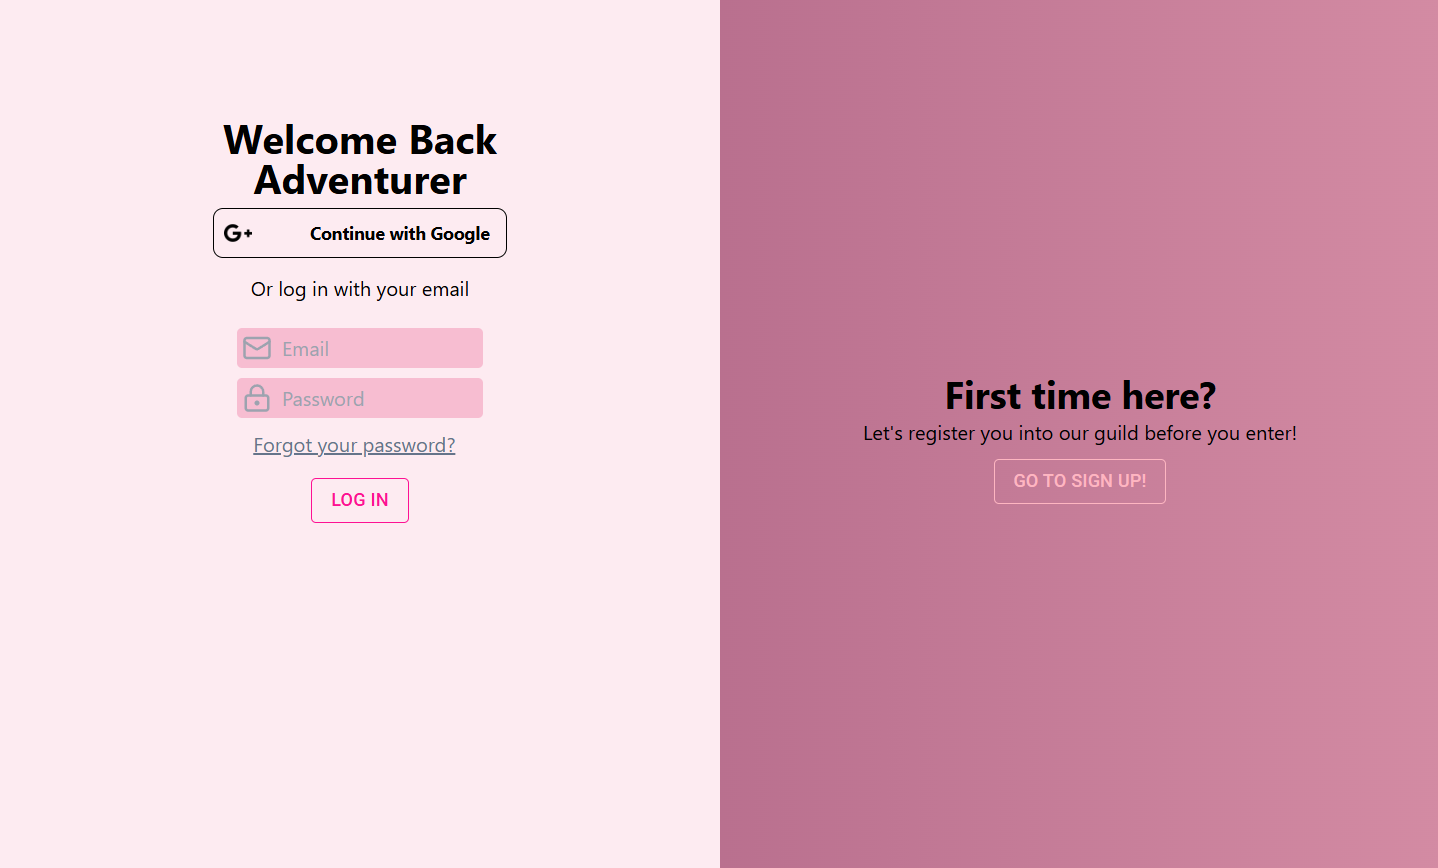 Welcome Back
Adventurer
G+ Continue with Google
Or log in with your email
Email
Password
Forgot your password?
LOG IN
First time here?
Let's register you into our guild before you enter!
GO TO SIGN UP!